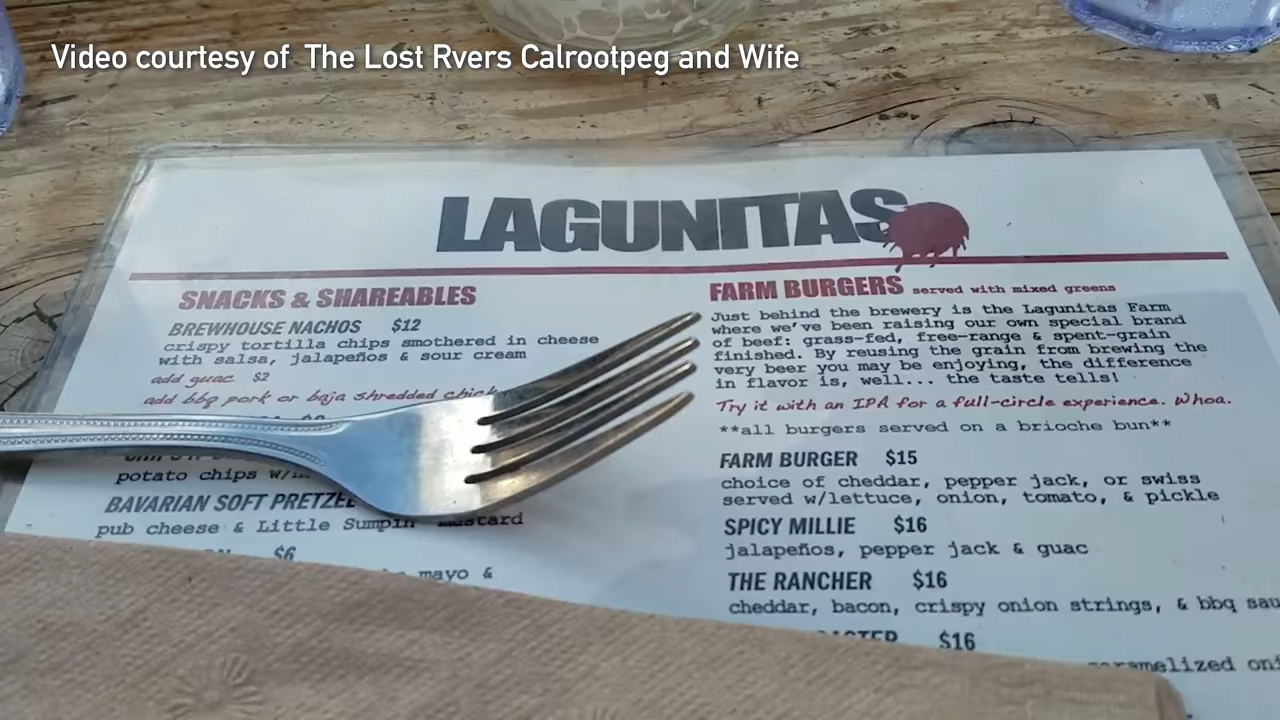 Video courtesy of The Lost Rvers Calrootpeg and Wife
LAGUNITAS
SNACKS & SHAREABLES
BREWHOUSE NACHOS $12
crispy tortilla chips smothered in cheese
with salsa, jalapeños & sour cream
add guac $2
add bbq pork or baja shredded
potato chips
BAVARIAN SOFT PRETZEL
pub cheese & Little Sumpin' mustard
$6
mayo &
FARM BURGERS served with mixed greens
Just behind the brewery is the Lagunitas Farm
where we've been raising our own special brand
of beef: grass-fed, free-range & spent-grain
finished. By reusing the grain from brewing the
very beer you may be enjoying, the difference
in flavor is, well... the taste tells!
Try it with an IPA for a full-circle experience. Whoa.
**all burgers served on a brioche bun**
FARM BURGER $15
choice of cheddar, pepper jack, or swiss
served w/lettuce, onion, tomato, & pickle
SPICY MILLIE $16
jalapeños, pepper jack & guac
THE RANCHER $16
cheddar, bacon, crispy onion strings, & bbq
$16